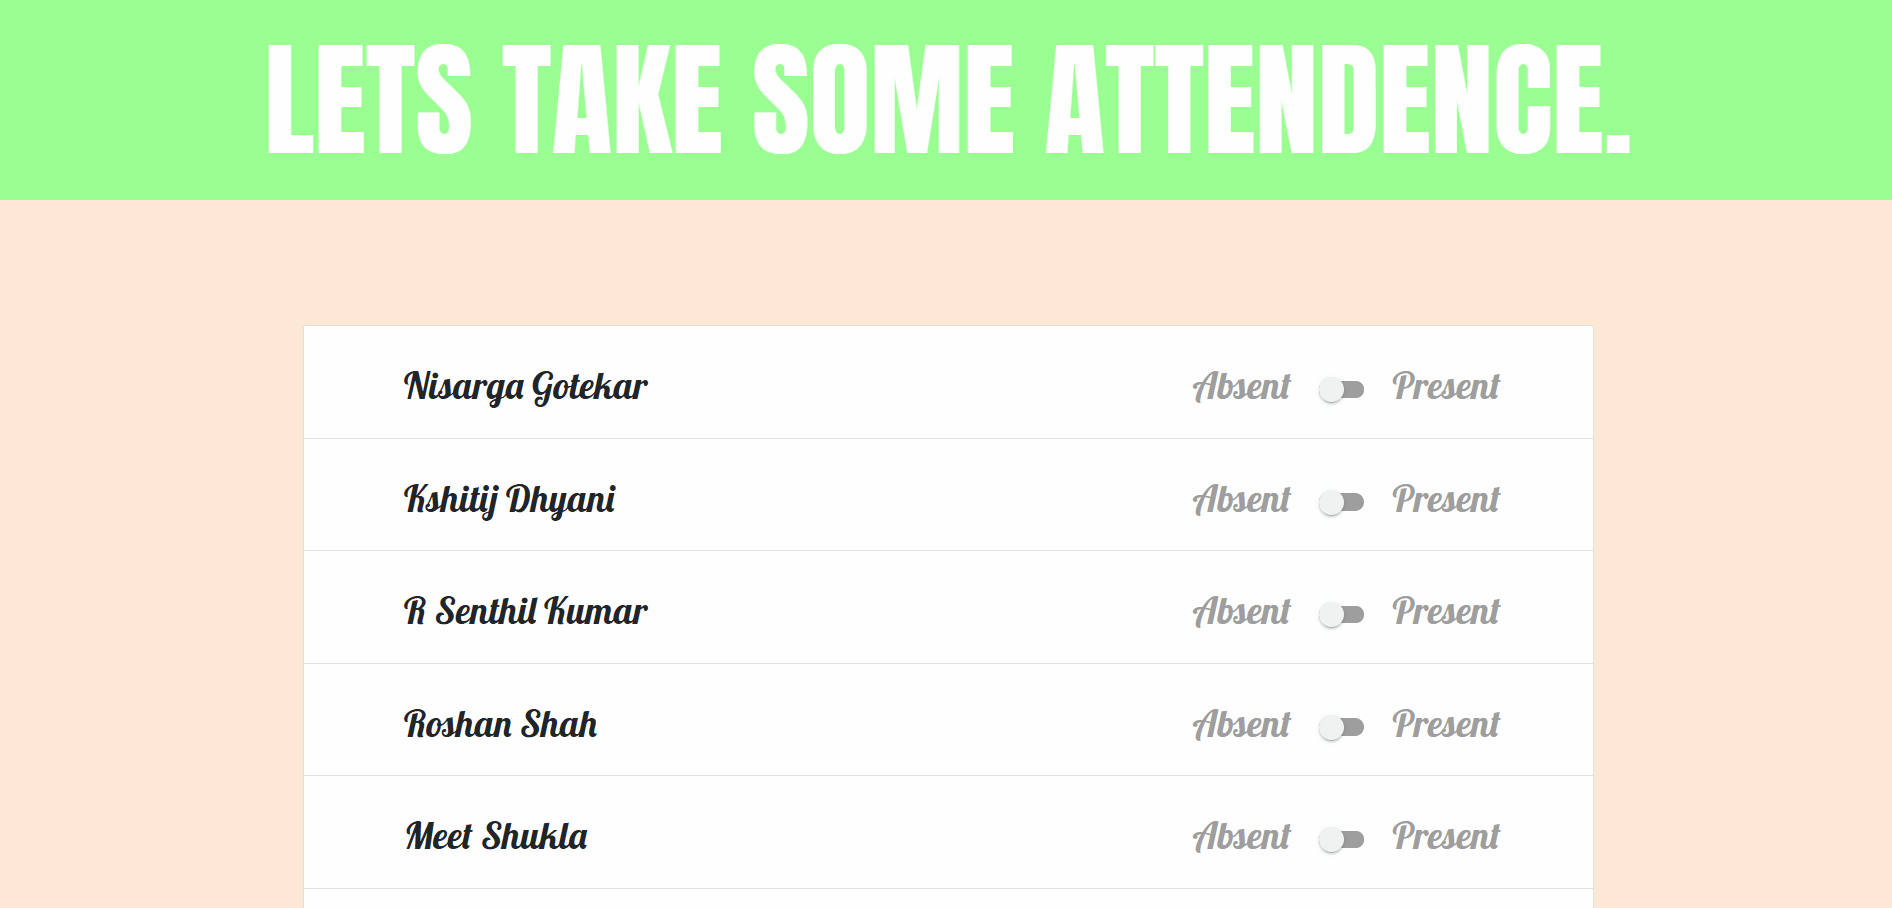 LETS TAKE SOME ATTENDENCE.
Nisarga Gotekar Absent Present
Kshitij Dhyani Absent Present
R Senthil Kumar Absent Present
Roshan Shah Absent Present
Meet Shukla Absent Present